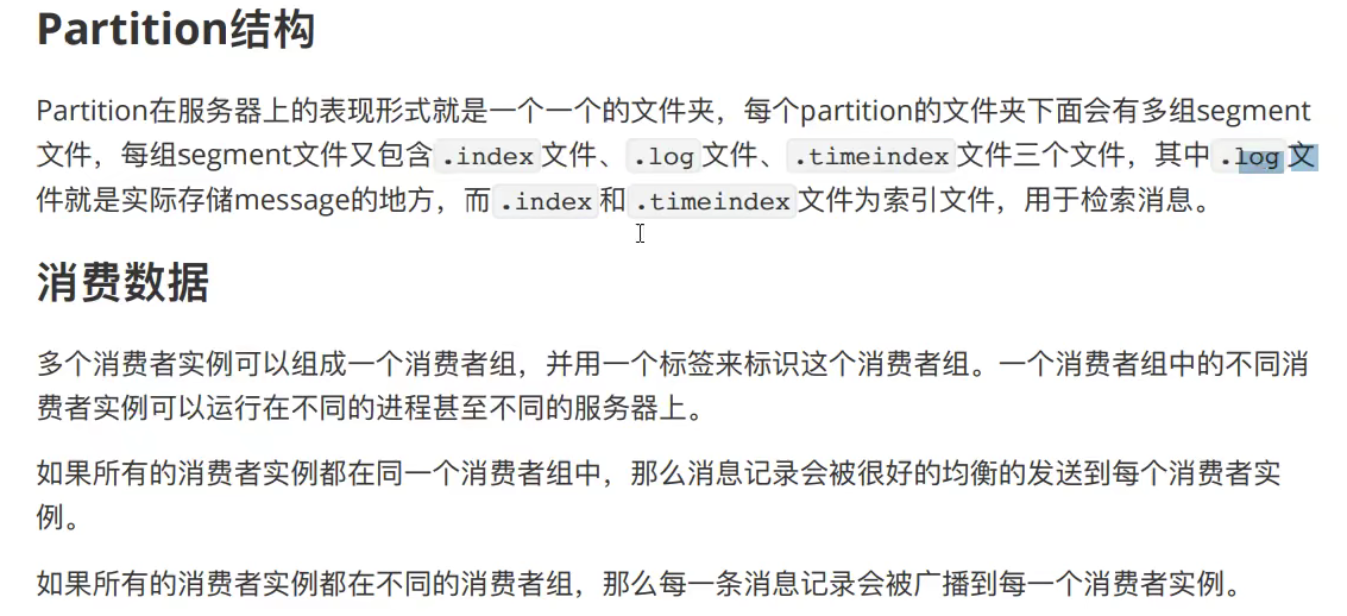 Partition结构
Partition在服务器上的表现形式就是一个一个的文件夹，每个partition的文件夹下面会有多组segment
文件，每组segment文件又包含 .index 文件、 .log 文件、 .timeindex 文件三个文件，其中 .log 文
件就是实际存储message的地方，而 .index 和 .timeindex 文件为索引文件，用于检索消息。
消费数据
多个消费者实例可以组成一个消费者组，并用一个标签来标识这个消费者组。一个消费者组中的不同消
费者实例可以运行在不同的进程甚至不同的服务器上。
如果所有的消费者实例都在同一个消费者组中，那么消息记录会被很好的均衡的发送到每个消费者实
例。
如果所有的消费者实例都在不同的消费者组，那么每一条消息记录会被广播到每一个消费者实例。